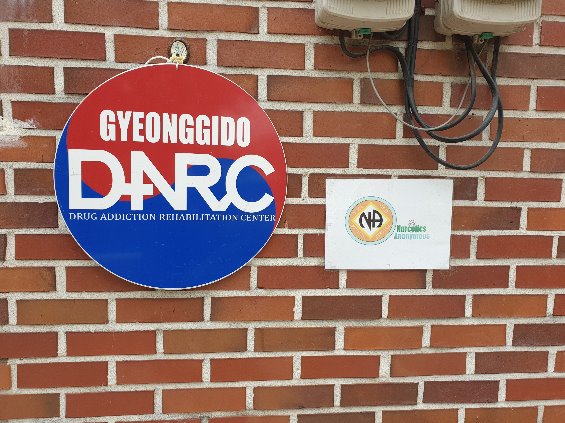 GYEONGGIDO
DARC
DRUG ADDICTION REHABILITATION CENTER
NA
Narcotics
Anonymous